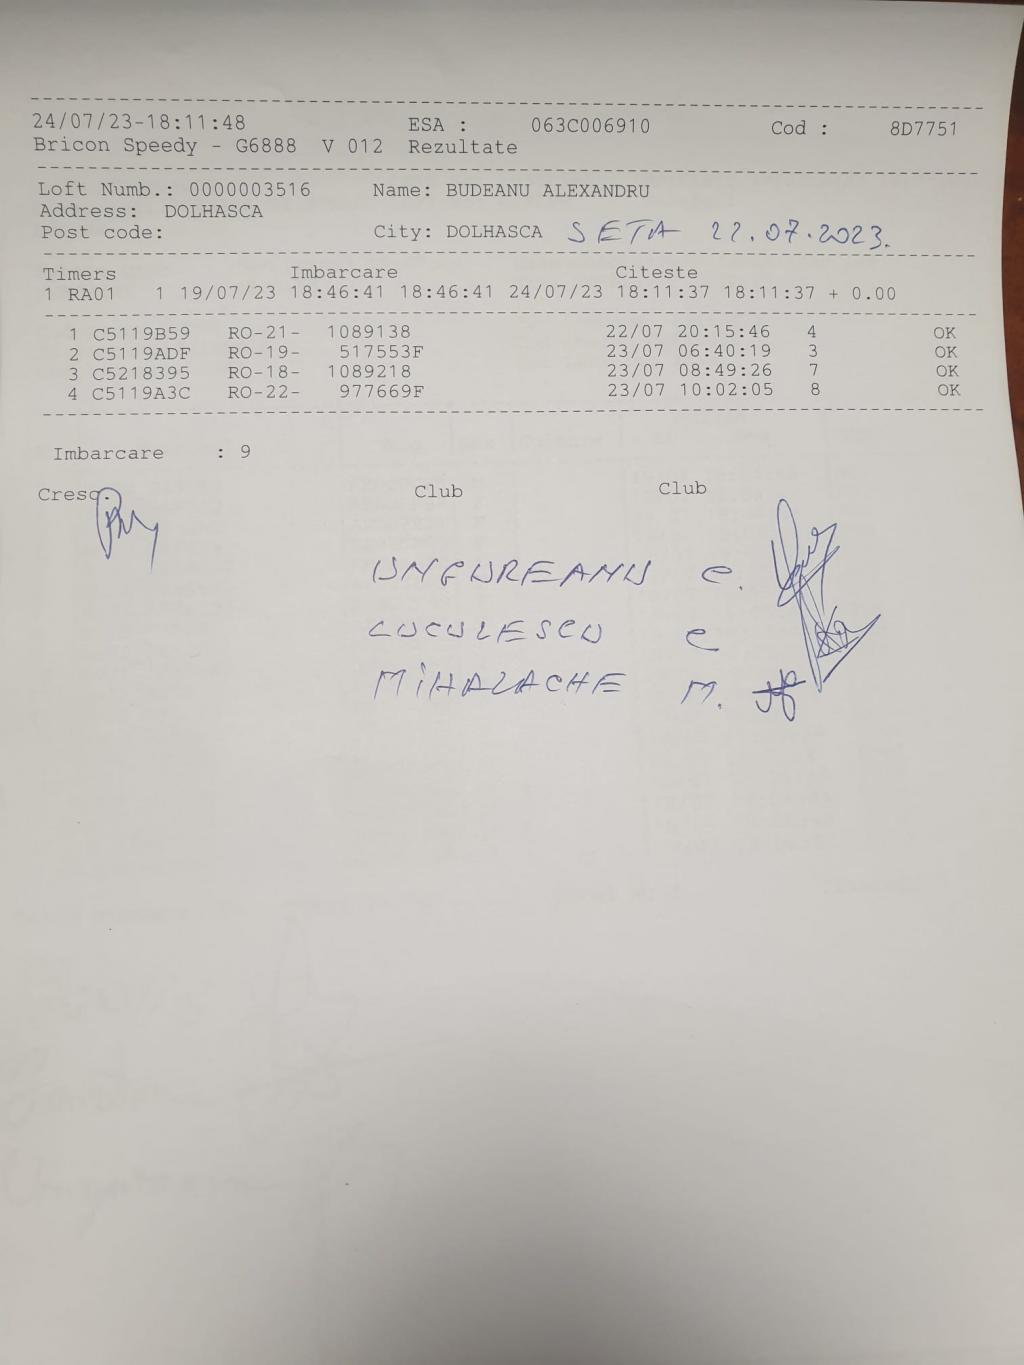 24/07/23-18:11:48 ESA : 063C006910 Cod : 8D7751
Bricon Speedy - G6888 V 012 Rezultate
Loft Numb.: 0000003516 Name: BUDEANU ALEXANDRU
Address: DOLHASCA
Post code: City: DOLHASCA SETA 22.07.2023.
Timers Imbarcare Citeste
1 RA01 1 19/07/23 18:46:41 18:46:41 24/07/23 18:11:37 18:11:37 + 0.00
1 C5119B59 RO-21- 1089138 22/07 20:15:46 4 OK
2 C5119ADF RO-19- 517553F 23/07 06:40:19 3 OK
3 C5218395 RO-18- 1089218 23/07 08:49:26 7 OK
4 C5119A3C RO-22- 977669F 23/07 10:02:05 8 OK
Imbarcare : 9
Cresc. Club Club
UNGUREANU C.
CUCULESCU C
MIHALACHE M.